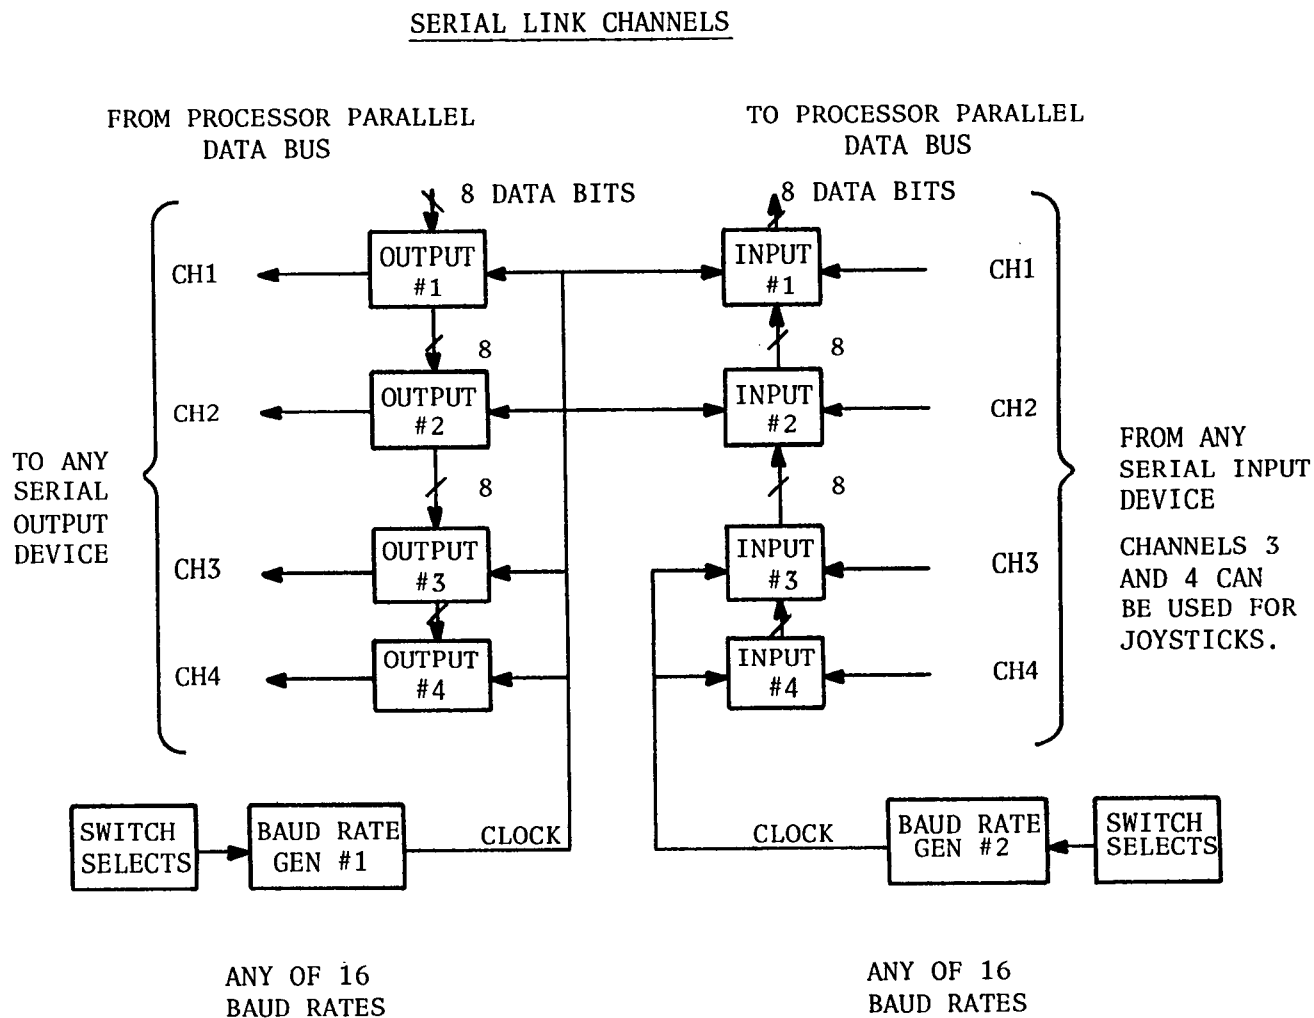 SERIAL LINK CHANNELS
FROM PROCESSOR PARALLEL
DATA BUS
TO PROCESSOR PARALLEL
DATA BUS
8 DATA BITS
8 DATA BITS
OUTPUT
#1
INPUT
#1
CH1
CH1
8
8
OUTPUT
#2
INPUT
#2
CH2
CH2
8
8
TO ANY
SERIAL
OUTPUT
DEVICE
FROM ANY
SERIAL INPUT
DEVICE
CHANNELS 3
AND 4 CAN
BE USED FOR
JOYSTICKS.
OUTPUT
#3
INPUT
#3
CH3
CH3
OUTPUT
#4
INPUT
#4
CH4
CH4
SWITCH
SELECTS
BAUD RATE
GEN #1
CLOCK
CLOCK
BAUD RATE
GEN #2
SWITCH
SELECTS
ANY OF 16
BAUD RATES
ANY OF 16
BAUD RATES